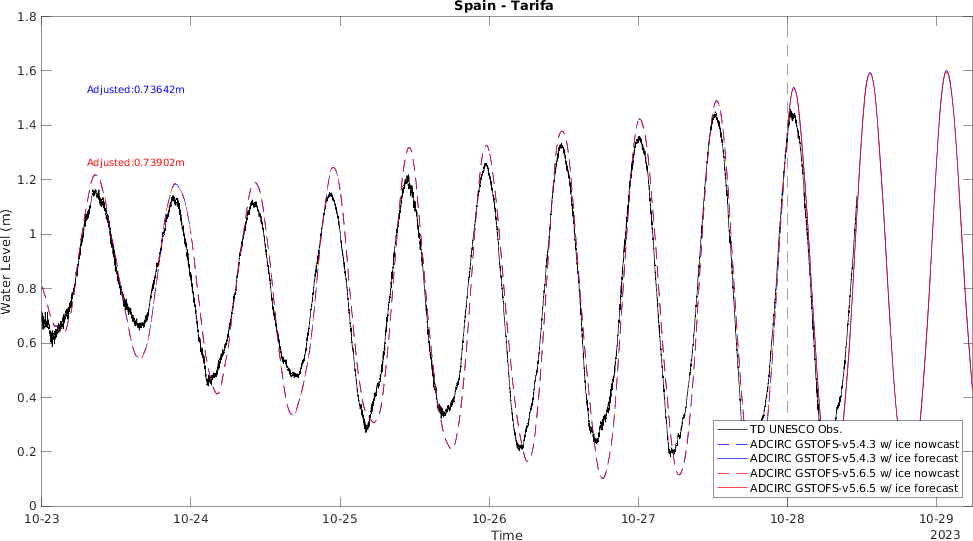 Spain - Tarifa
1.8
1.6
1.4
1.2
1
0.8
0.6
0.4
0.2
0
Water Level (m)
Adjusted:0.73642m
Adjusted:0.73902m
TD UNESCO Obs.
ADCIRC GSTOFS-v5.4.3 w/ ice nowcast
ADCIRC GSTOFS-v5.4.3 w/ ice forecast
ADCIRC GSTOFS-v5.6.5 w/ ice nowcast
ADCIRC GSTOFS-v5.6.5 w/ ice forecast
10-23 10-24 10-25 10-26 10-27 10-28 10-29
2023
Time